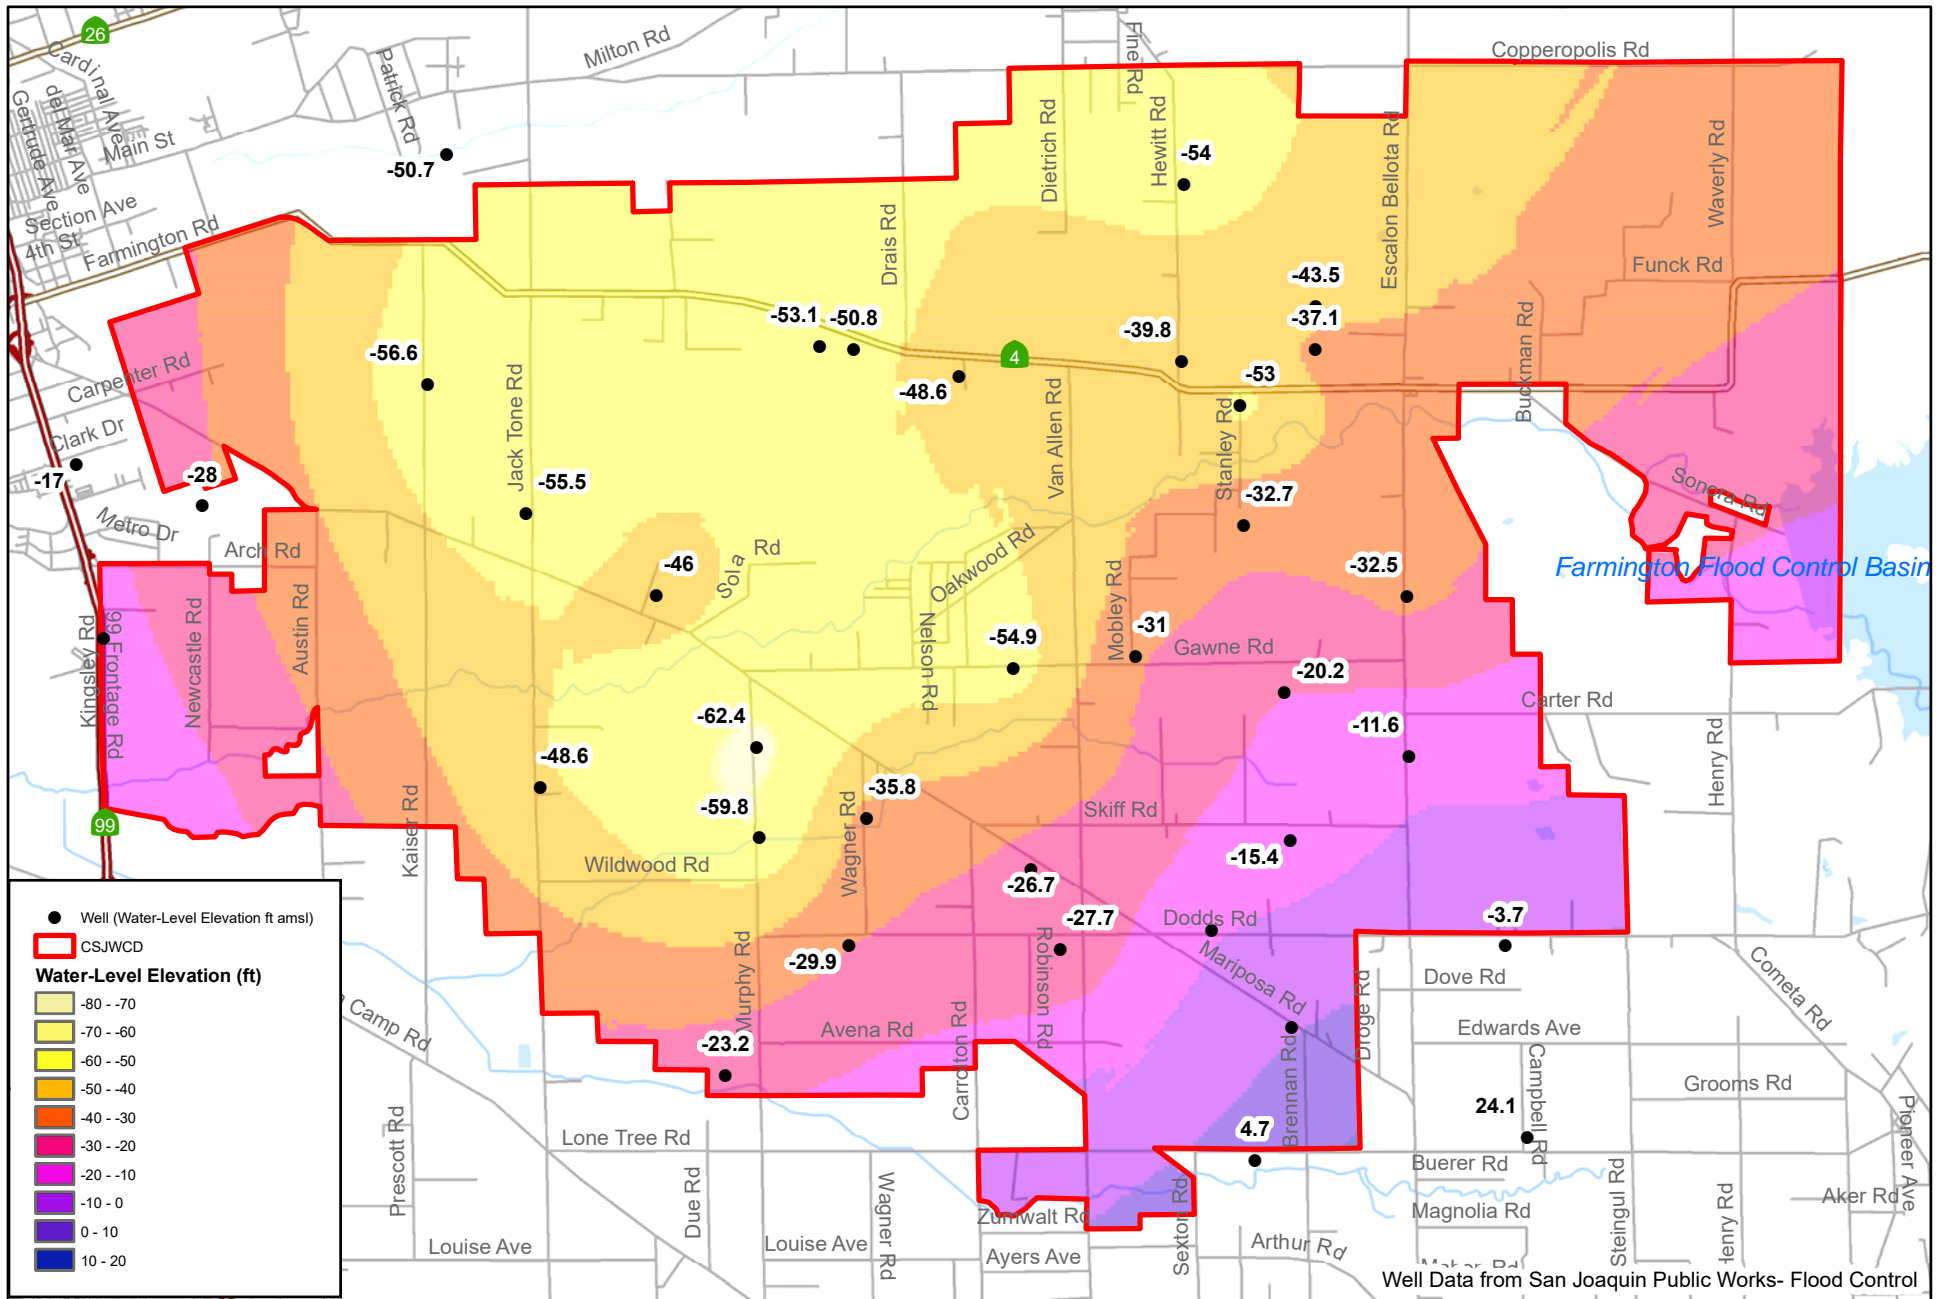 26
Cardinal Ave
del Mar Ave
Gertrude Ave
Main St
Patrick Rd
Milton Rd
Fine Rd
Copperopolis Rd
-50.7
Section Ave
4th St
Farmington Rd
Dietrich Rd
Hewitt Rd
-54
Escalon Bellota Rd
Waverly Rd
Drais Rd
Funck Rd
-43.5
-53.1
-50.8
-39.8
-37.1
-56.6
4
Carpenter Rd
-48.6
-53
Buckman Rd
Clark Dr
Jack Tone Rd
Van Allen Rd
Stanley Rd
-17
-28
-55.5
-32.7
Sonora Rd
Metro Dr
Arch Rd
-46
Sola Rd
Oakwood Rd
-32.5
Farmington Flood Control Basin
Kingsley Rd
99 Frontage Rd
Newcastle Rd
Austin Rd
Nelson Rd
-54.9
Mobley Rd
-31
Gawne Rd
-20.2
Carter Rd
-62.4
-11.6
Henry Rd
-48.6
-35.8
99
Kaiser Rd
-59.8
Wagner Rd
Skiff Rd
Wildwood Rd
-15.4
-26.7
-27.7
Dodds Rd
-3.7
Murphy Rd
-29.9
Robinson Rd
Mariposa Rd
Dove Rd
Cometa Rd
Camp Rd
Avena Rd
Carrolton Rd
Droge Rd
Edwards Ave
-23.2
Brennan Rd
Campbell Rd
Grooms Rd
Prescott Rd
24.1
Pioneer Ave
Lone Tree Rd
4.7
Buerer Rd
Due Rd
Wagner Rd
Zumwalt Rd
Sexton Rd
Magnolia Rd
Steingul Rd
Henry Rd
Aker Rd
Louise Ave
Louise Ave
Ayers Ave
Arthur Rd
Well (Water-Level Elevation ft amsl)
CSJWCD
Water-Level Elevation (ft)
-80 - -70
-70 - -60
-60 - -50
-50 - -40
-40 - -30
-30 - -20
-20 - -10
-10 - 0
0 - 10
10 - 20
Well Data from San Joaquin Public Works- Flood Control